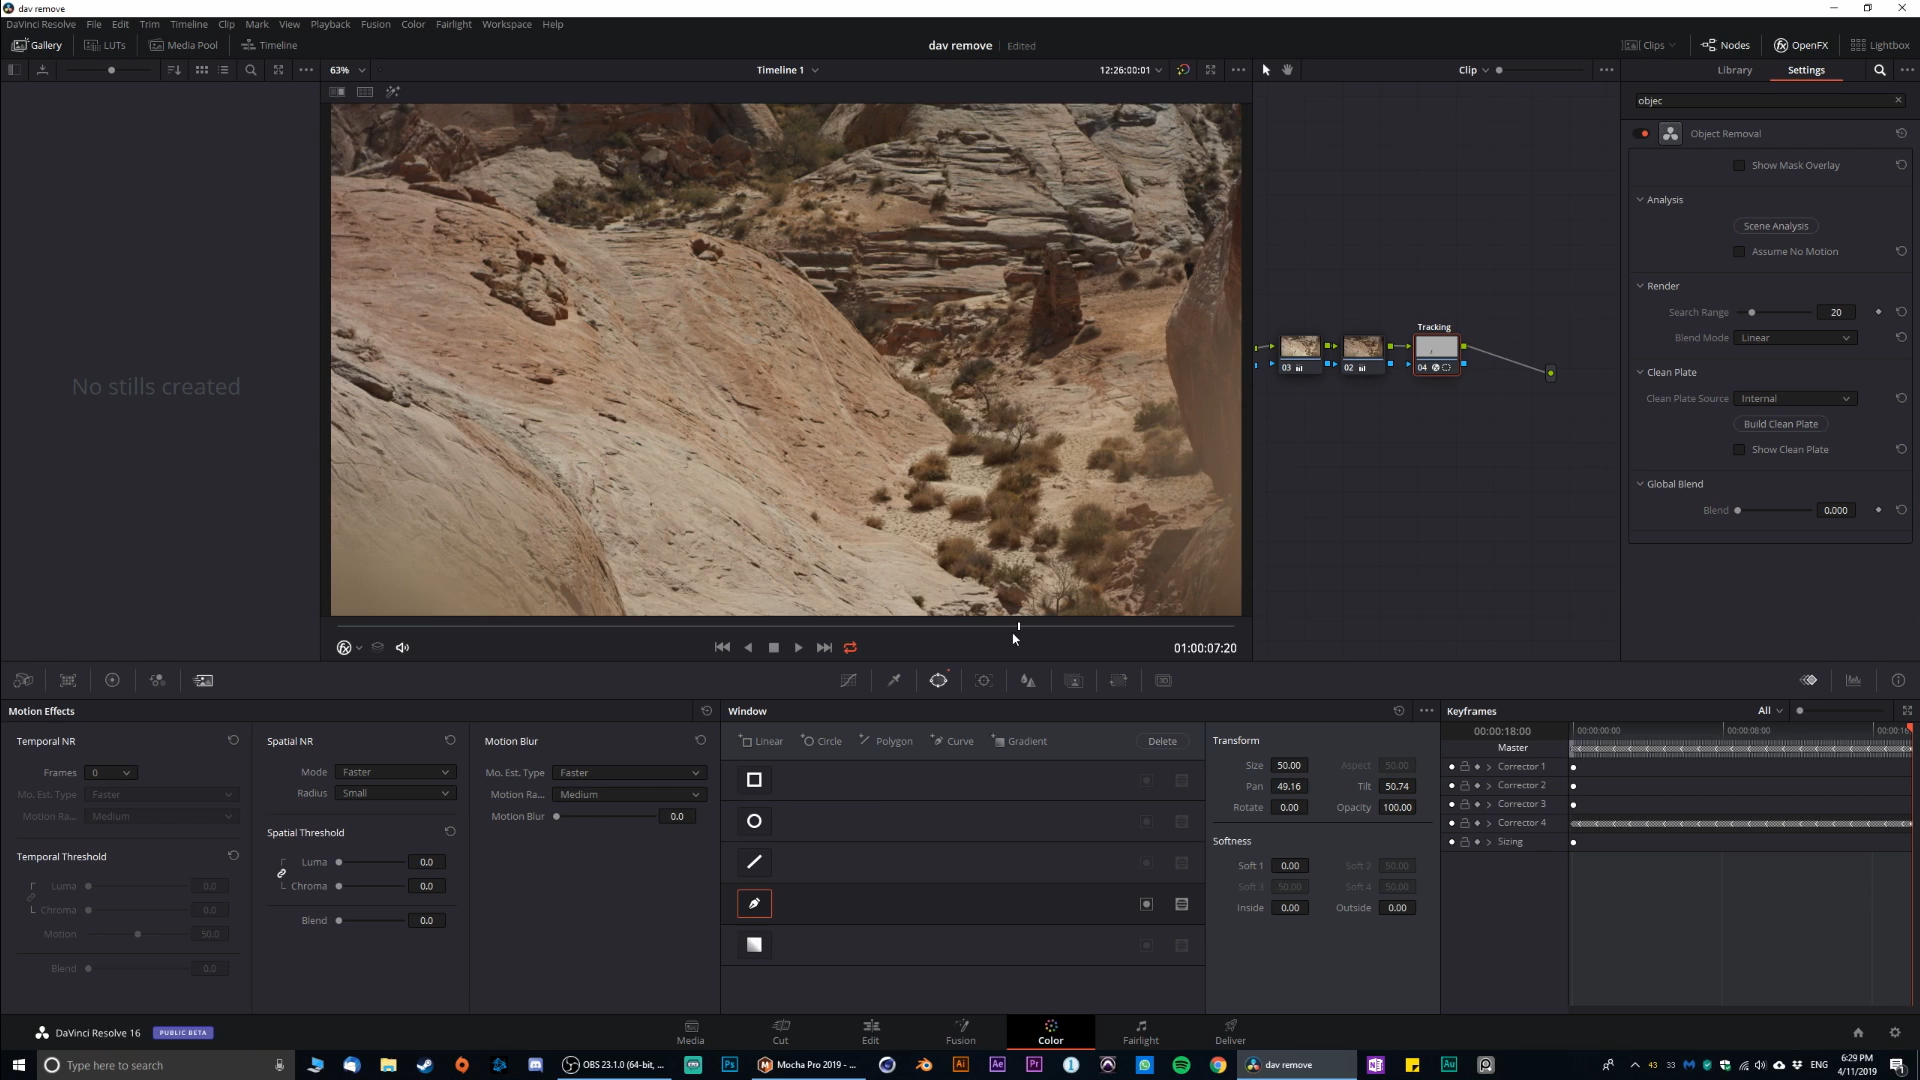 dav remove
DaVinci Resolve File Edit Trim Timeline Clip Mark View Playback Fusion Color Fairlight Workspace Help
Gallery LUTs Media Pool Timeline dav remove Edited Clips Nodes OpenFX Lightbox
63% Timeline 1 12:26:00:01 Clip Library Settings
objec
Object Removal
Show Mask Overlay
Analysis
Scene Analysis
Assume No Motion
Render
Search Range 20
Blend Mode Linear
Clean Plate
Clean Plate Source Internal
Build Clean Plate
Show Clean Plate
Global Blend
Blend 0.000
No stills created
Tracking
03 02 04
01:00:07:20
Motion Effects
Temporal NR
Frames 0
Mo. Est. Type Faster
Motion Ra... Medium
Temporal Threshold
Luma 0.0
Chroma 0.0
Motion 50.0
Blend 0.0
Spatial NR
Mode Faster
Radius Small
Spatial Threshold
Luma 0.0
Chroma 0.0
Blend 0.0
Motion Blur
Mo. Est. Type Faster
Motion Ra... Medium
Motion Blur 0.0
Window
Linear Circle Polygon Curve Gradient Delete
Transform
Size 50.00 Aspect 50.00
Pan 49.16 Tilt 50.74
Rotate 0.00 Opacity 100.00
Softness
Soft 1 0.00 Soft 2 50.00
Soft 3 50.00 Soft 4 50.00
Inside 0.00 Outside 0.00
Keyframes All
00:00:18:00 00:00:00:00 00:00:08:00 00:00:16
Master
Corrector 1
Corrector 2
Corrector 3
Corrector 4
Sizing
DaVinci Resolve 16 PUBLIC BETA
Media Cut Edit Fusion Color Fairlight Deliver
Type here to search OBS 23.1.0 (64-bit, ... Ps Mocha Pro 2019 - ... Ai Ae Pr dav remove Au 43 33 ENG 6:29 PM
4/11/2019